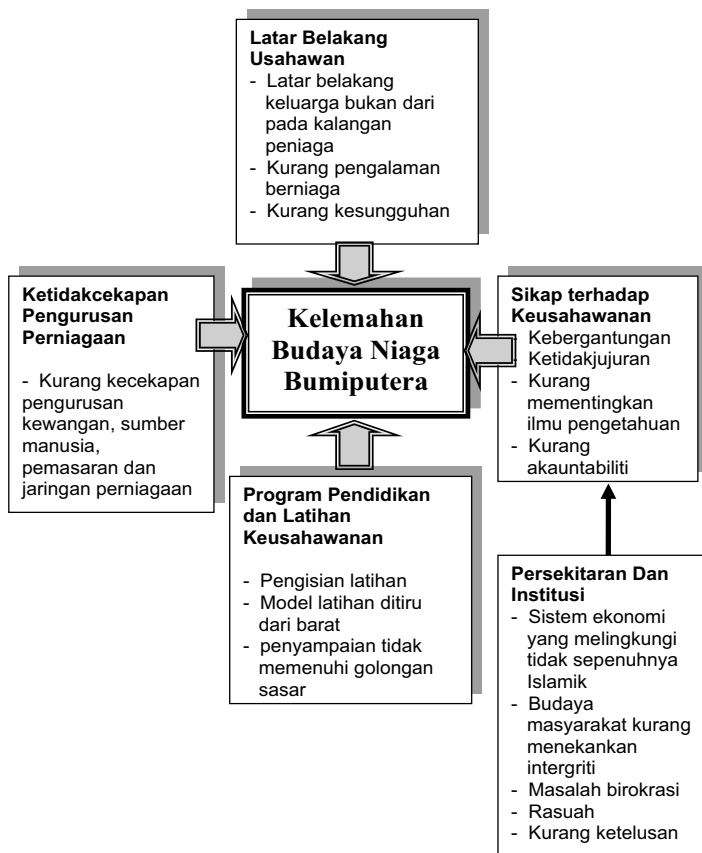 Latar Belakang
Usahawan
- Latar belakang
keluarga bukan dari
pada kalangan
peniaga
- Kurang pengalaman
berniaga
- Kurang kesungguhan
Ketidakcekapan
Pengurusan
Perniagaan
- Kurang kecekapan
pengurusan
kewangan, sumber
manusia,
pemasaran dan
jaringan perniagaan
Kelemahan
Budaya Niaga
Bumiputera
Sikap terhadap
Keusahawanan
- Kebergantungan
Ketidakjujuran
- Kurang
mementingkan
ilmu pengetahuan
- Kurang
akauntabiliti
Program Pendidikan
dan Latihan
Keusahawanan
- Pengisian latihan
- Model latihan ditiru
dari barat
- penyampaian tidak
memenuhi golongan
sasar
Persekitaran Dan
Institusi
- Sistem ekonomi
yang melingkungi
tidak sepenuhnya
Islamik
- Budaya
masyarakat kurang
menekankan
intergriti
- Masalah birokrasi
- Rasuah
- Kurang ketelusan